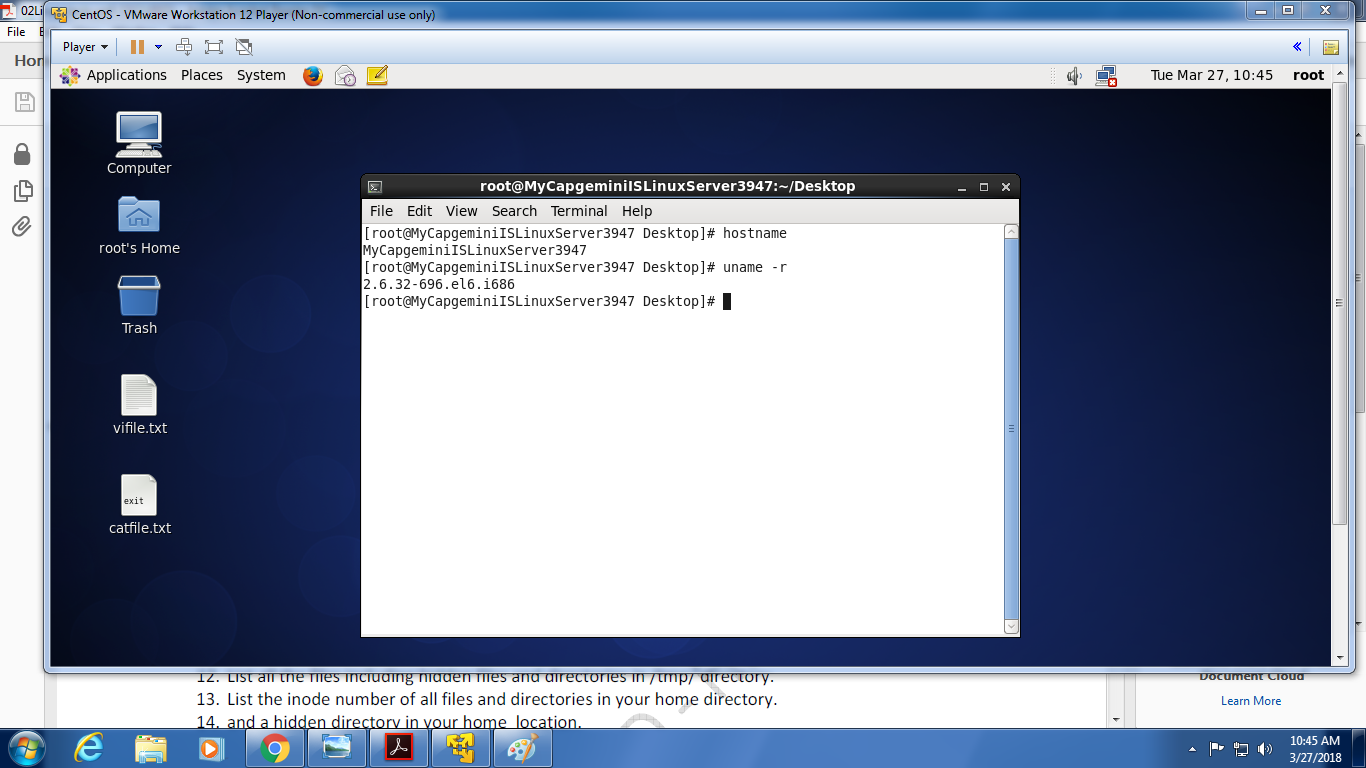 02Li
CentOS - VMware Workstation 12 Player (Non-commercial use only)
File
Player
Hom
Applications Places System
Tue Mar 27, 10:45 root
Computer
root's Home
Trash
vifile.txt
exit
catfile.txt
root@MyCapgeminiISLinuxServer3947:~/Desktop
File Edit View Search Terminal Help
[root@MyCapgeminiISLinuxServer3947 Desktop]# hostname
MyCapgeminiISLinuxServer3947
[root@MyCapgeminiISLinuxServer3947 Desktop]# uname -r
2.6.32-696.el6.i686
[root@MyCapgeminiISLinuxServer3947 Desktop]#
12. List all the files including hidden files and directories in /tmp/ directory.
13. List the inode number of all files and directories in your home directory.
14. and a hidden directory in your home location.
Document Cloud
Learn More
10:45 AM
3/27/2018